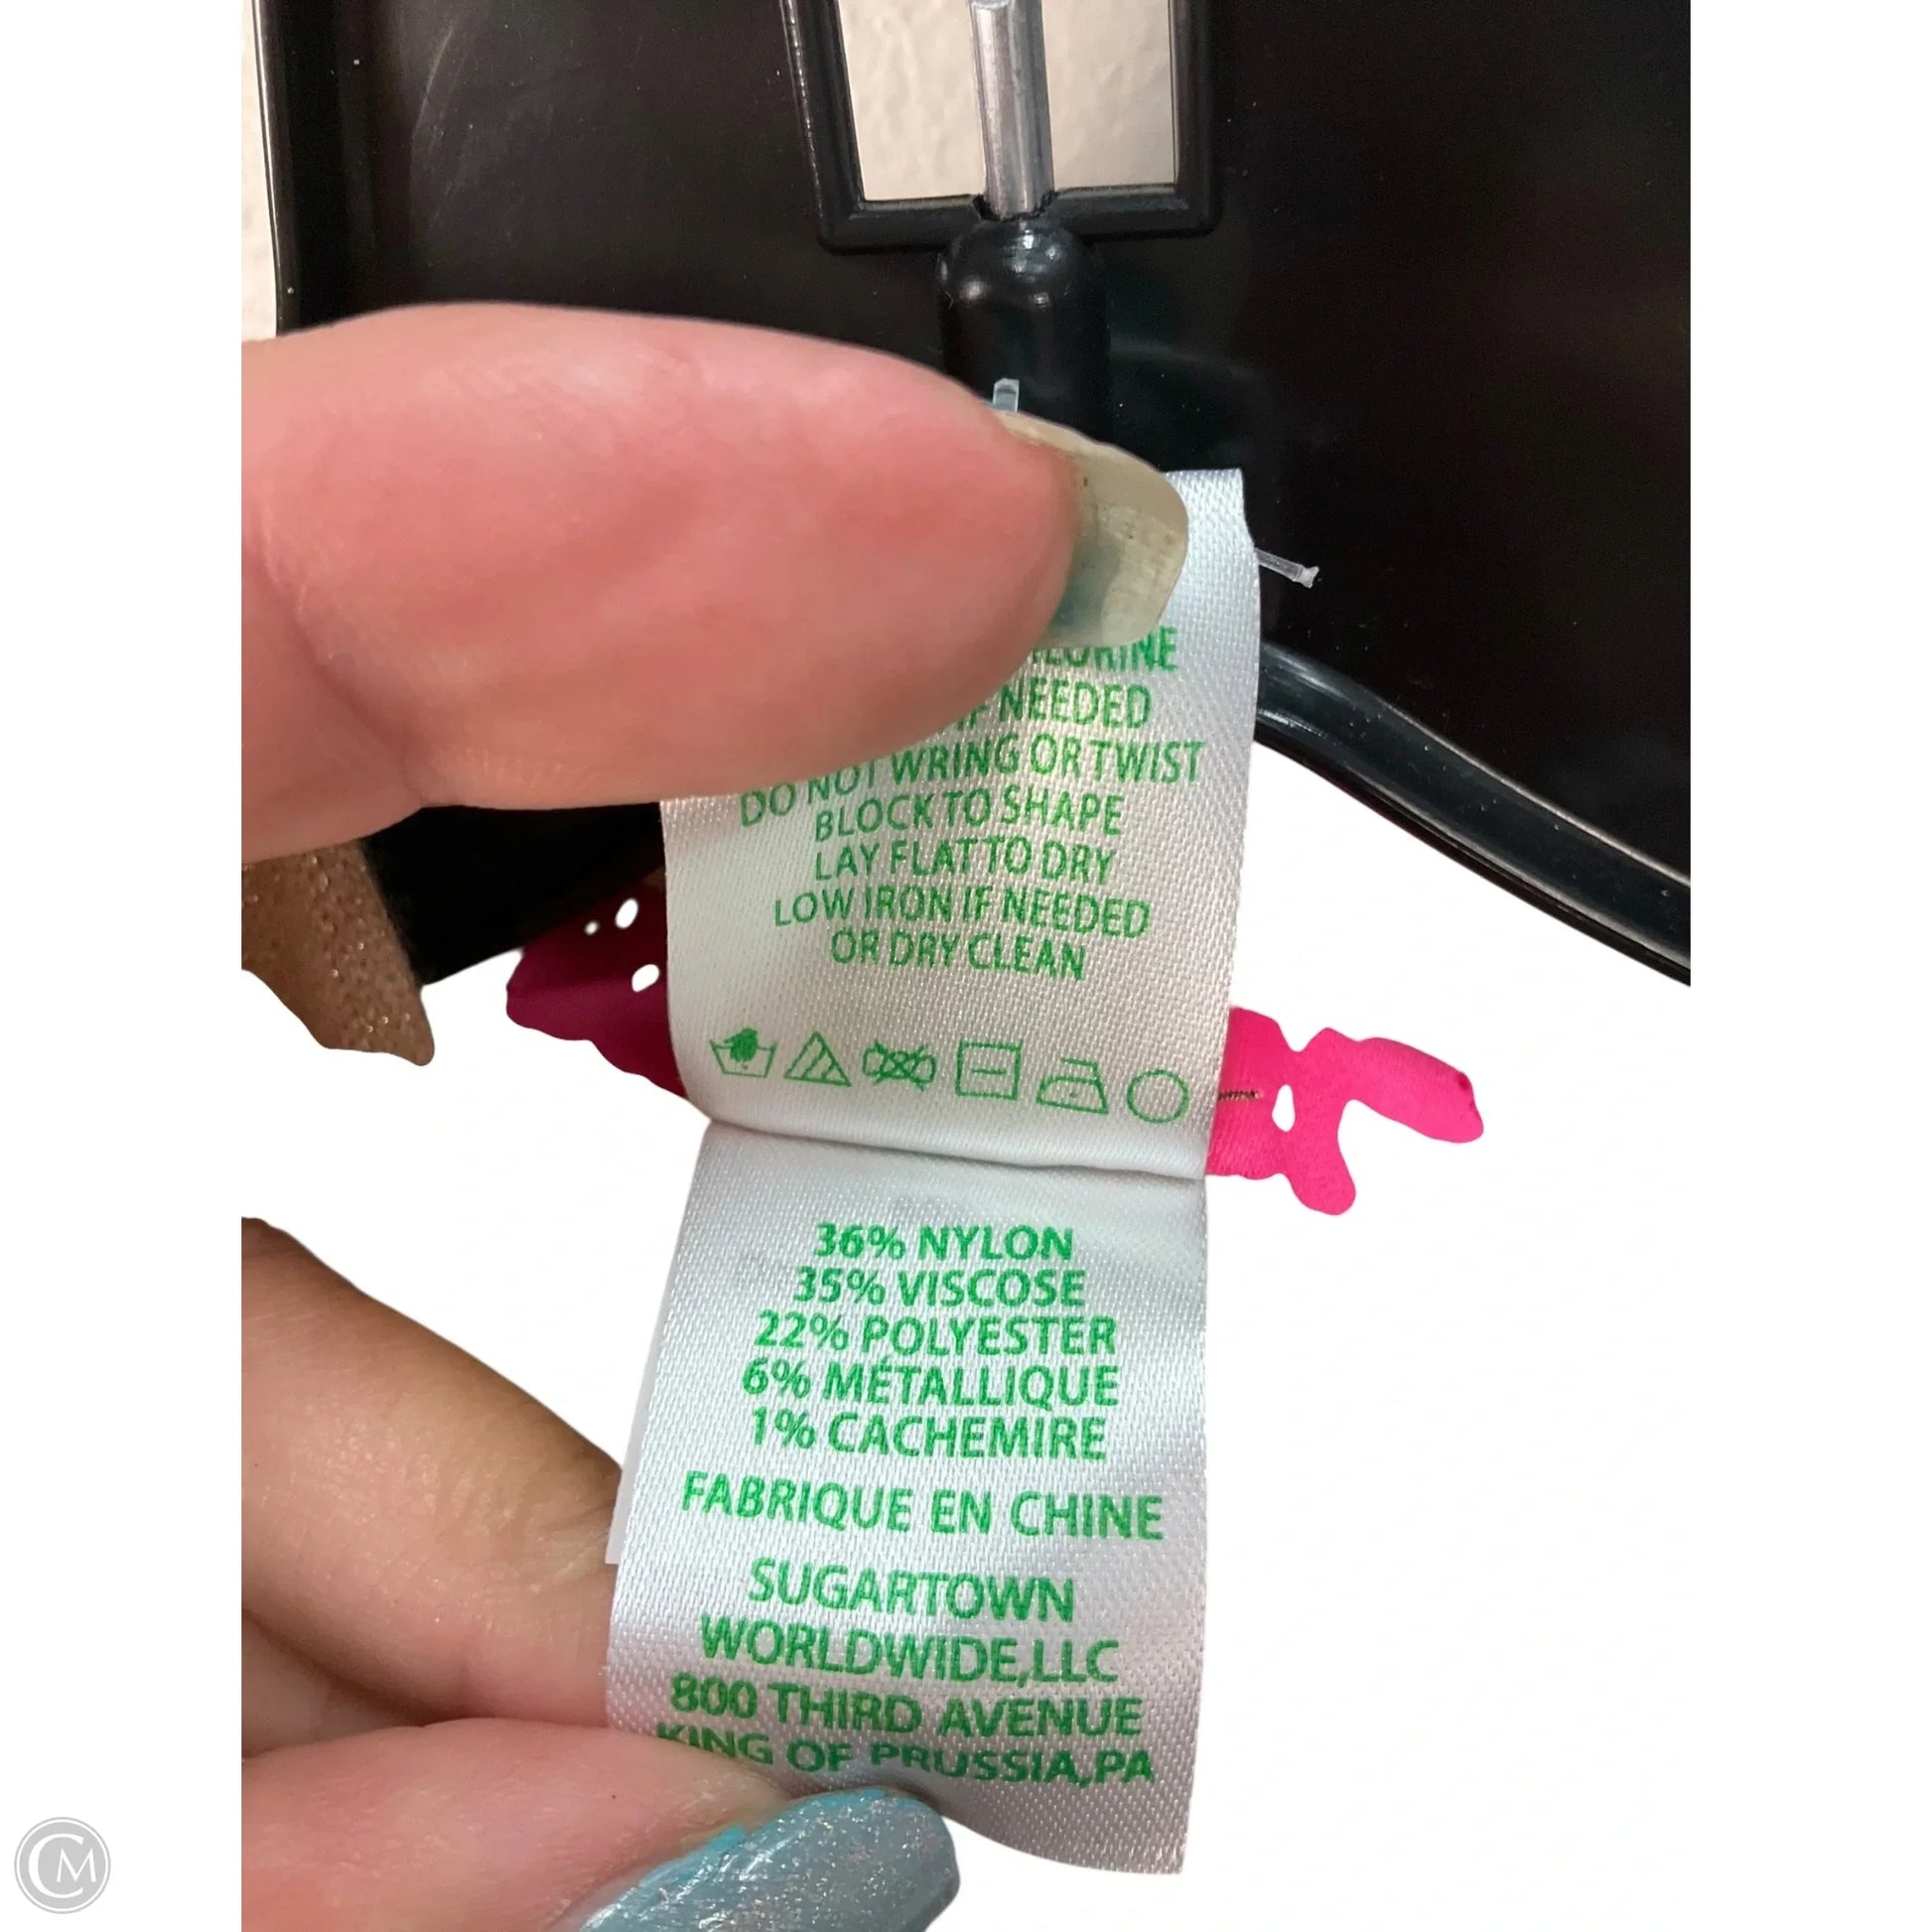 NEEDED
DO NOT WRING OR TWIST
BLOCK TO SHAPE
LAY FLAT TO DRY
LOW IRON IF NEEDED
OR DRY CLEAN
36% NYLON
35% VISCOSE
22% POLYESTER
6% MÉTALLIQUE
1% CACHEMIRE
FABRIQUE EN CHINE
SUGARTOWN
WORLDWIDE,LLC
800 THIRD AVENUE
KING OF PRUSSIA,PA
CM